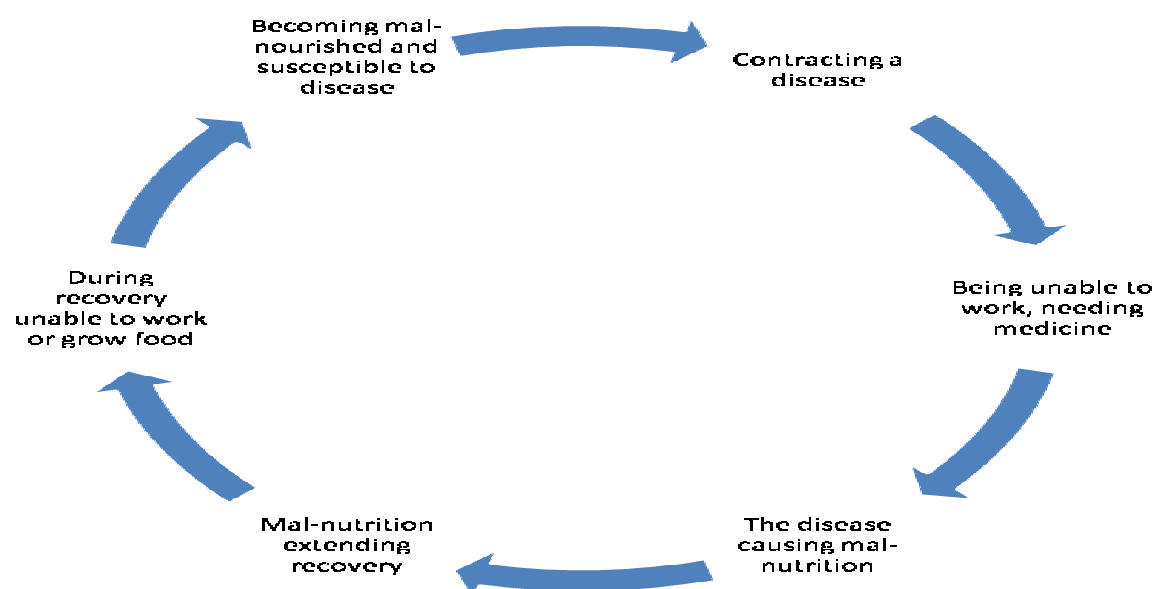 Becoming mal-
nourished and
susceptible to
disease
Contracting a
disease
Being unable to
work, needing
medicine
The disease
causing mal-
nutrition
Mal-nutrition
extending
recovery
During
recovery
unable to work
or grow food